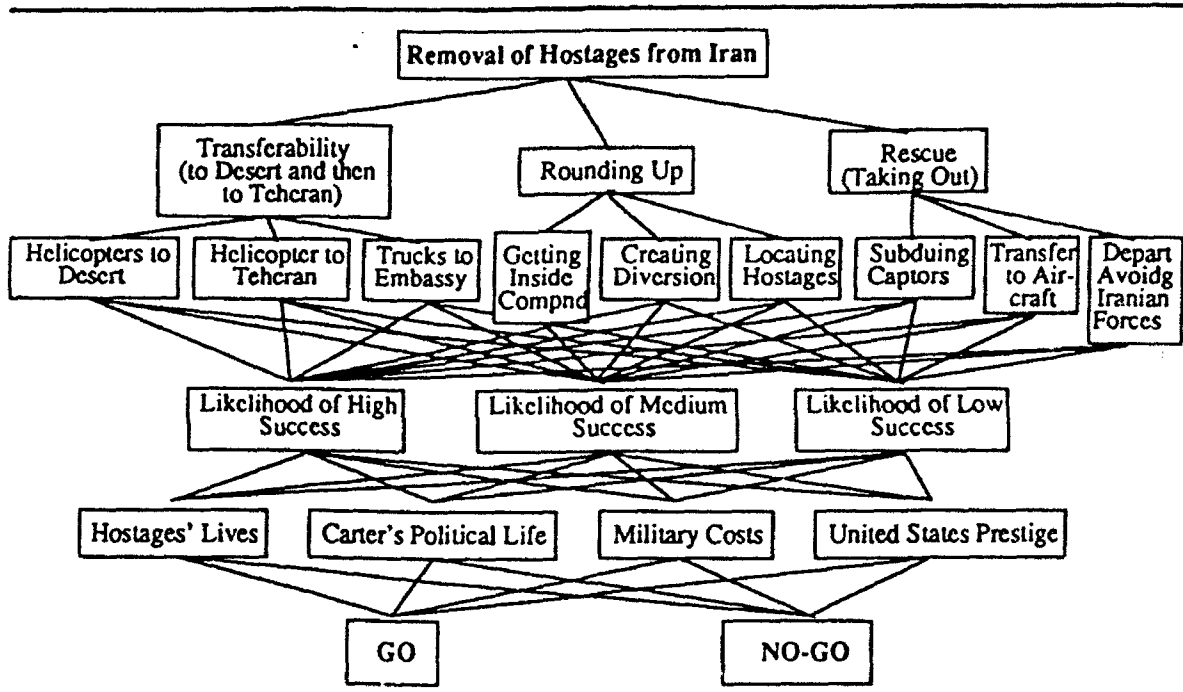 Removal of Hostages from Iran
Transferability
(to Desert and then
to Teheran)
Rounding Up
Rescue
(Taking Out)
Helicopters to
Desert
Helicopter to
Teheran
Trucks to
Embassy
Getting
Inside
Compnd
Creating
Diversion
Locating
Hostages
Subduing
Captors
Transfer
to Air-
craft
Depart
Avoidg
Iranian
Forces
Likelihood of High
Success
Likelihood of Medium
Success
Likelihood of Low
Success
Hostages' Lives
Carter's Political Life
Military Costs
United States Prestige
GO
NO-GO